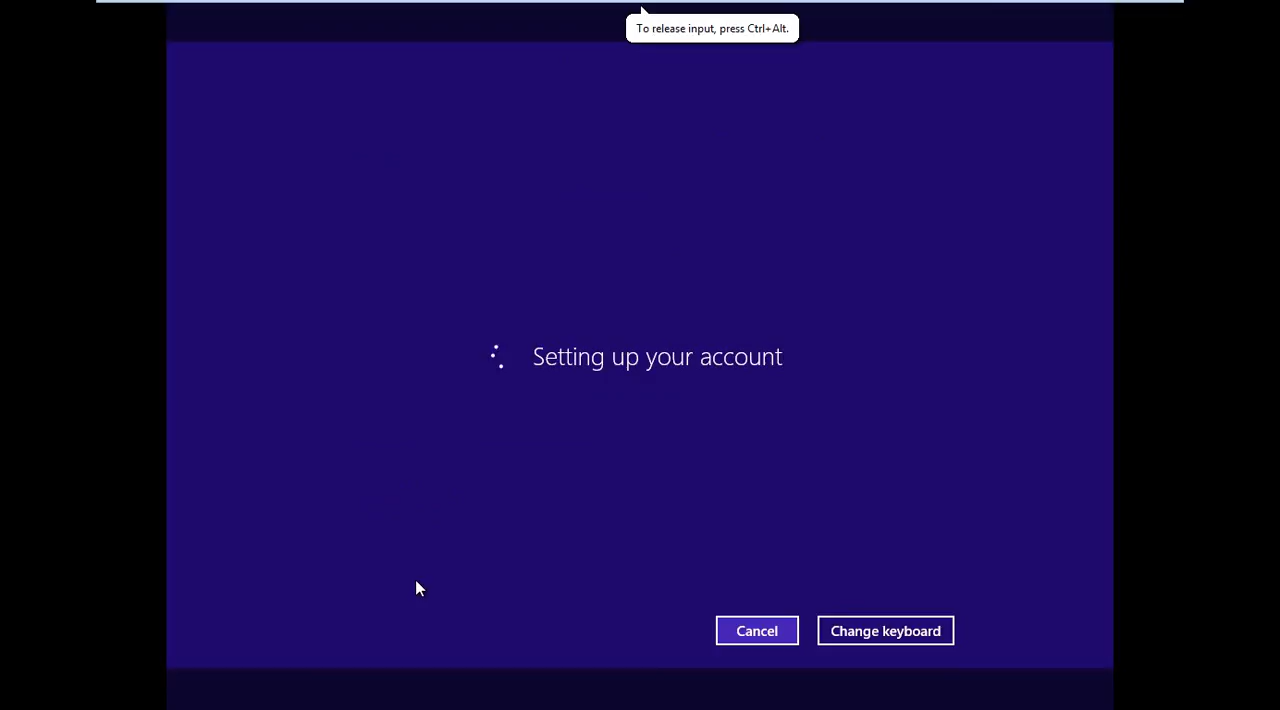 To release input, press Ctrl+Alt.
Setting up your account
Cancel
Change keyboard